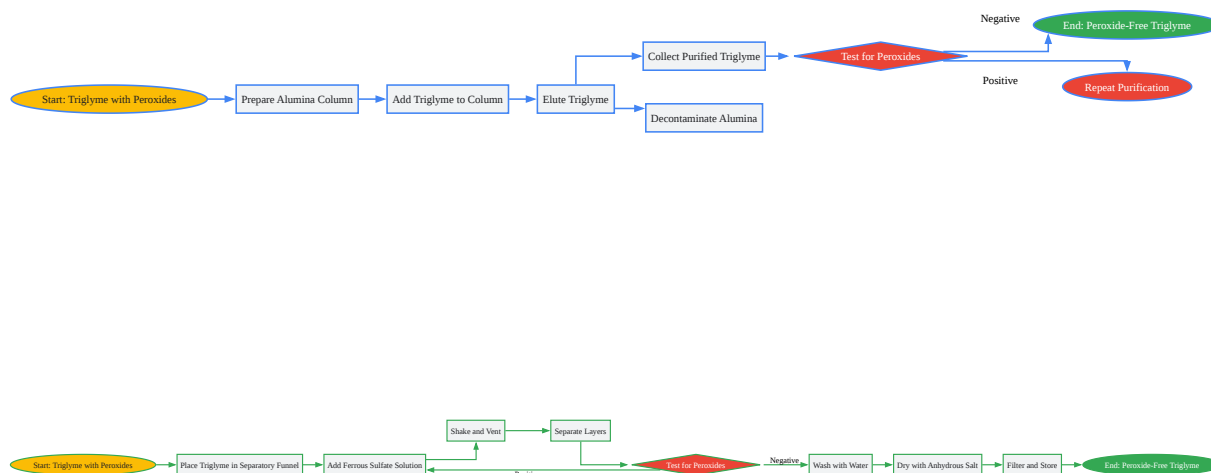 Negative
End: Peroxide-Free Triglyme
Collect Purified Triglyme
Test for Peroxides
Positive
Repeat Purification
Start: Triglyme with Peroxides
Prepare Alumina Column
Add Triglyme to Column
Elute Triglyme
Decontaminate Alumina
Shake and Vent
Separate Layers
Start: Triglyme with Peroxides
Place Triglyme in Separatory Funnel
Add Ferrous Sulfate Solution
Test for Peroxides
Negative
Wash with Water
Dry with Anhydrous Salt
Filter and Store
End: Peroxide-Free Triglyme